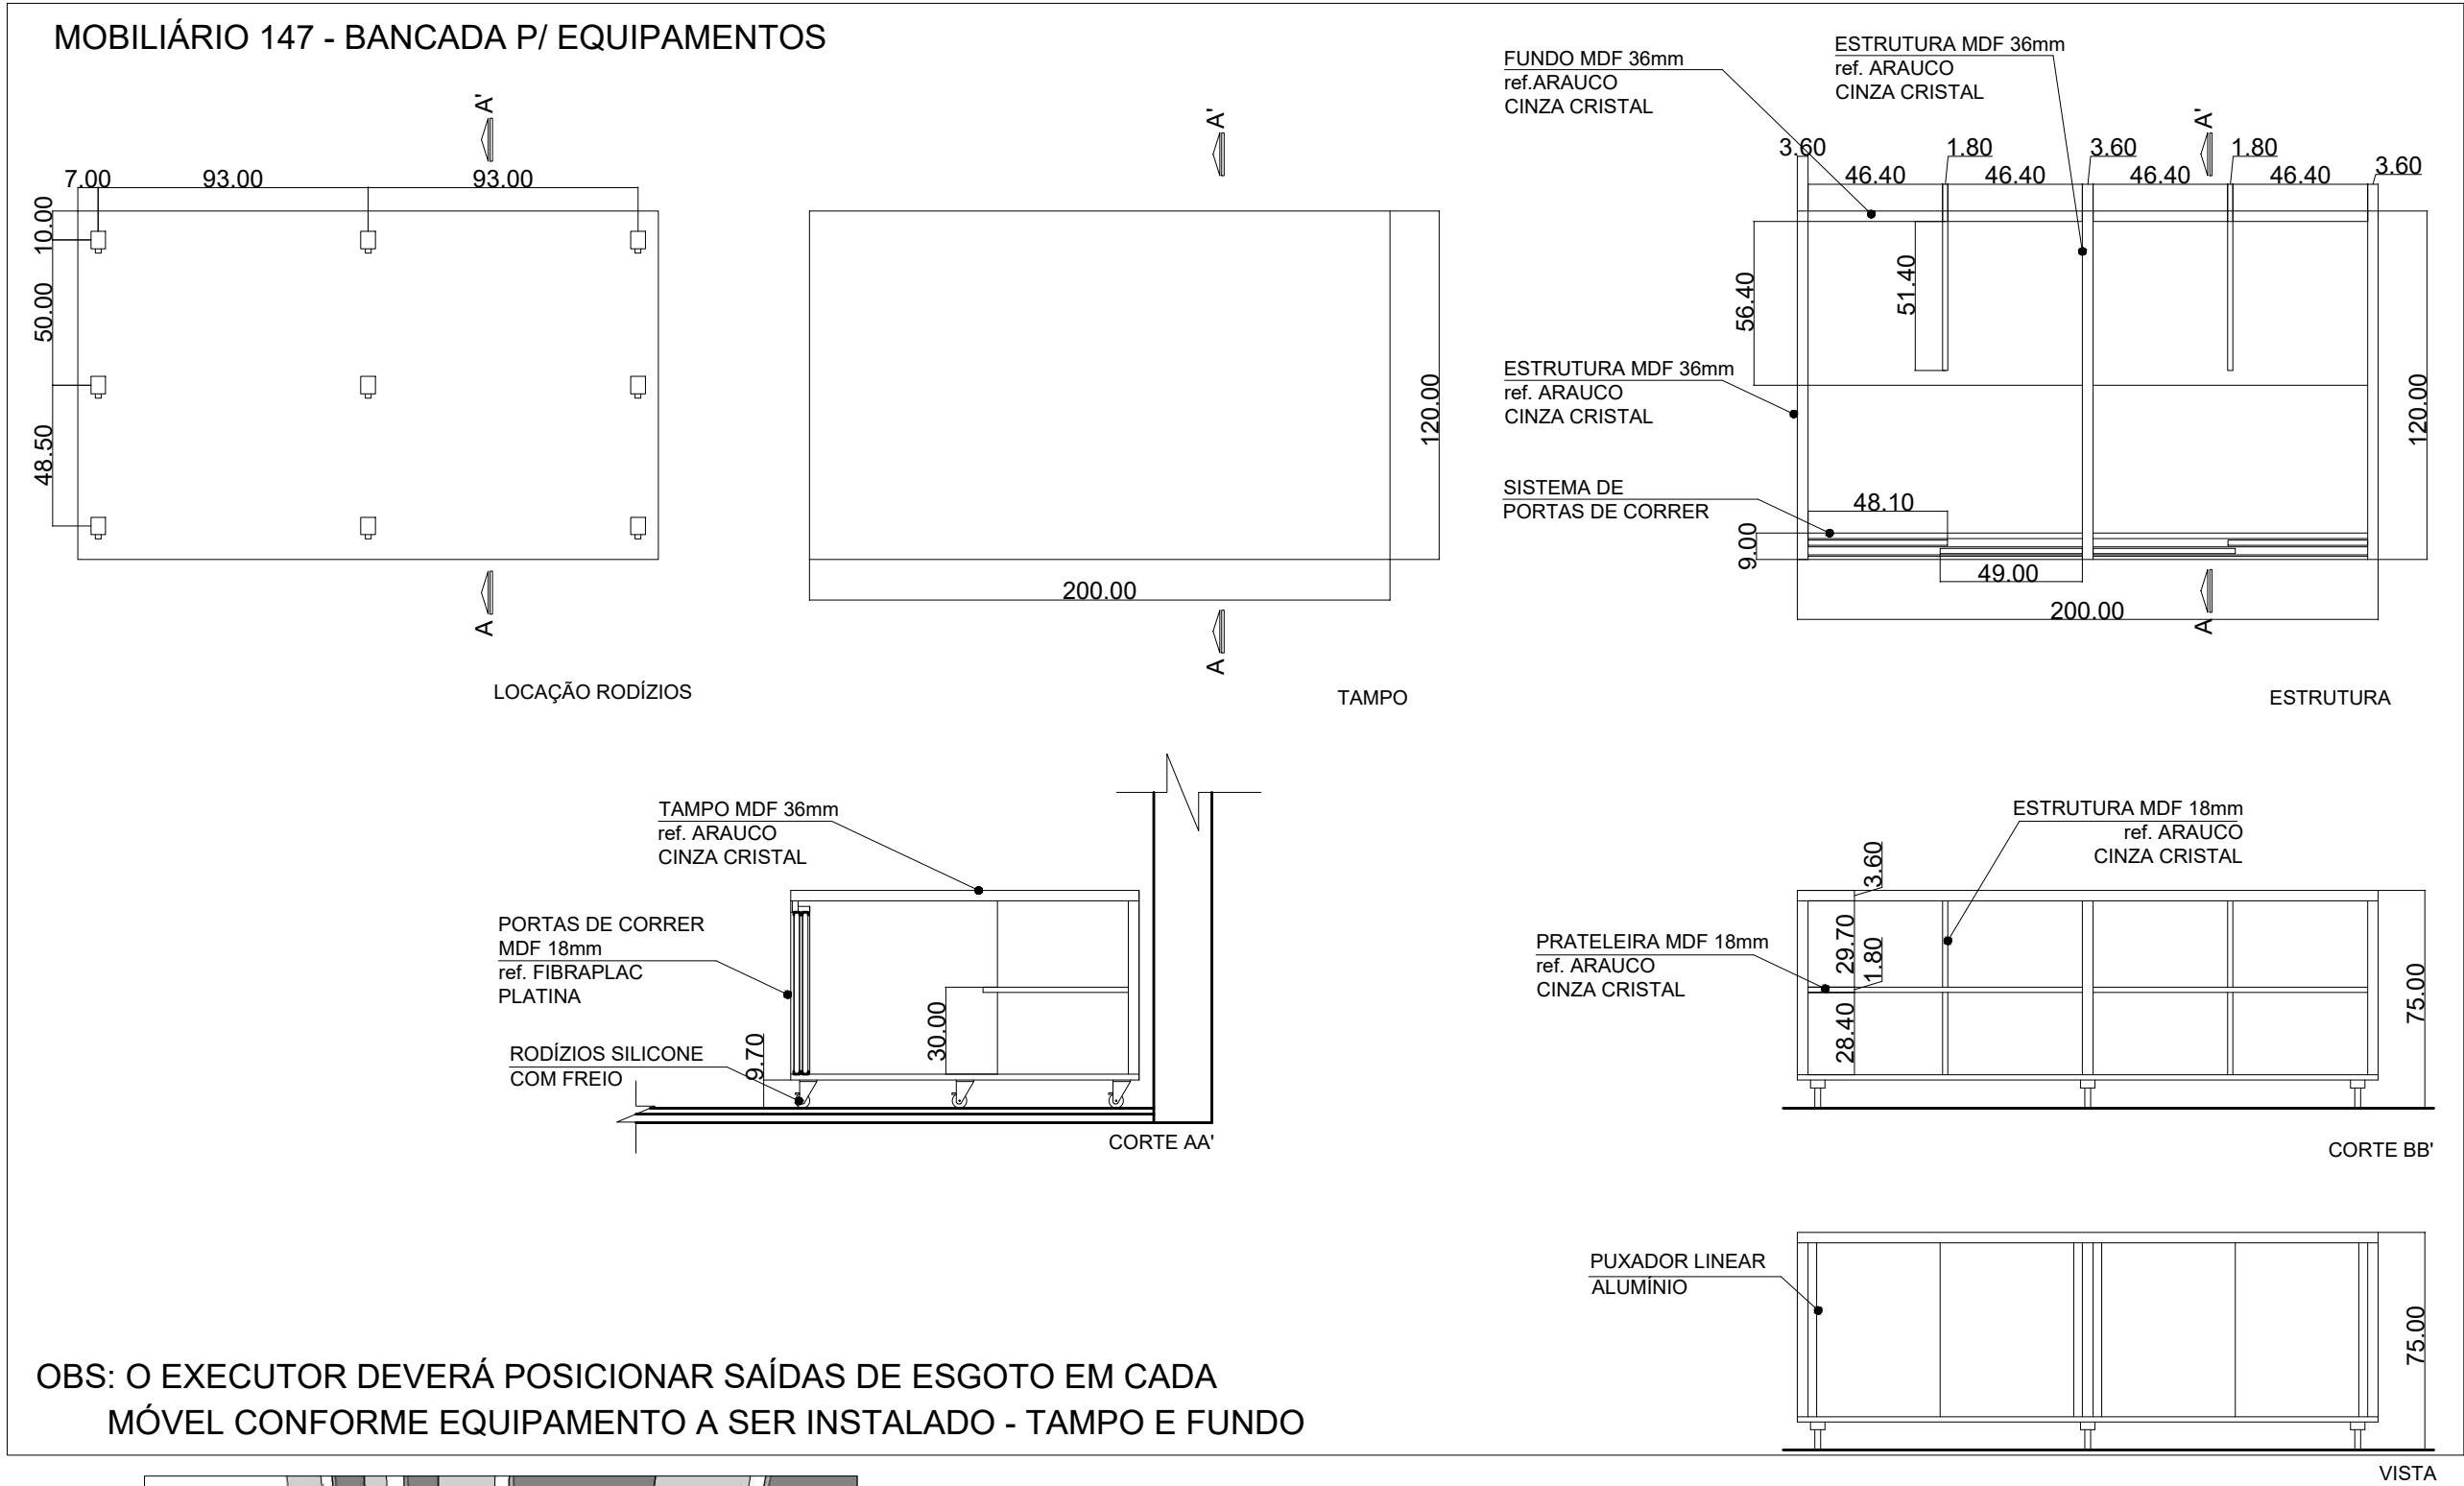 MOBILIÁRIO 147 - BANCADA P/ EQUIPAMENTOS
A'
7.00
93.00
93.00
10.00
50.00
48.50
A
LOCAÇÃO RODÍZIOS
A'
120.00
200.00
A
TAMPO
FUNDO MDF 36mm
ref.ARAUCO
CINZA CRISTAL
ESTRUTURA MDF 36mm
ref. ARAUCO
CINZA CRISTAL
A'
3.60
1.80
3.60
1.80
3.60
46.40
46.40
46.40
46.40
56.40
51.40
ESTRUTURA MDF 36mm
ref. ARAUCO
CINZA CRISTAL
120.00
SISTEMA DE
PORTAS DE CORRER
48.10
9.00
49.00
200.00
A
ESTRUTURA
TAMPO MDF 36mm
ref. ARAUCO
CINZA CRISTAL
PORTAS DE CORRER
MDF 18mm
ref. FIBRAPLAC
PLATINA
30.00
9.70
RODÍZIOS SILICONE
COM FREIO
CORTE AA'
ESTRUTURA MDF 18mm
ref. ARAUCO
CINZA CRISTAL
3.60
29.70
1.80
28.40
PRATELEIRA MDF 18mm
ref. ARAUCO
CINZA CRISTAL
75.00
CORTE BB'
PUXADOR LINEAR
ALUMÍNIO
75.00
VISTA
OBS: O EXECUTOR DEVERÁ POSICIONAR SAÍDAS DE ESGOTO EM CADA
MÓVEL CONFORME EQUIPAMENTO A SER INSTALADO - TAMPO E FUNDO